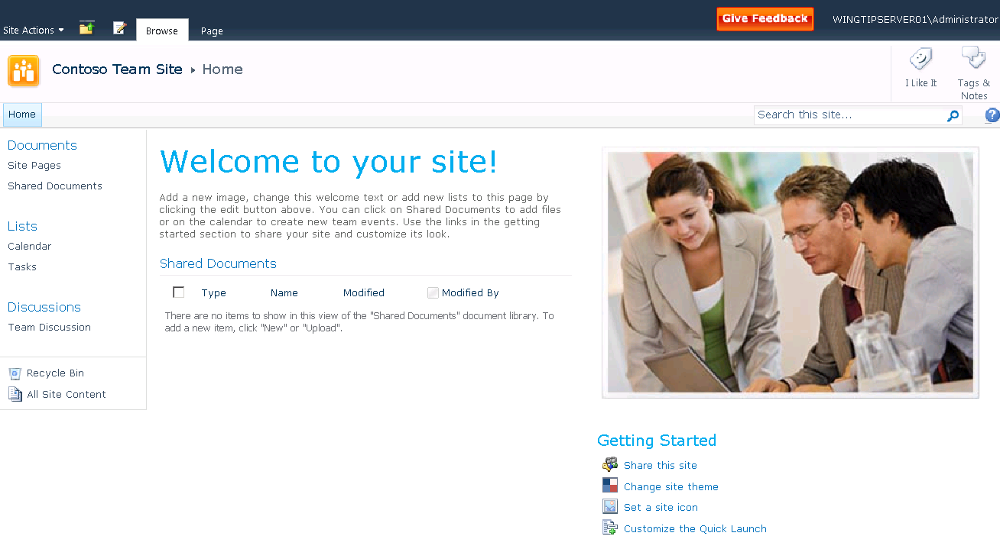 Site Actions
Browse
Page
Give Feedback
WINGTIPSERVER01\Administrator
Contoso Team Site ▸ Home
I Like It
Tags &
Notes
Home
Search this site...
Documents
Site Pages
Shared Documents
Lists
Calendar
Tasks
Discussions
Team Discussion
Recycle Bin
All Site Content
Welcome to your site!
Add a new image, change this welcome text or add new lists to this page by
clicking the edit button above. You can click on Shared Documents to add files
or on the calendar to create new team events. Use the links in the getting
started section to share your site and customize its look.
Shared Documents
Type Name Modified Modified By
There are no items to show in this view of the "Shared Documents" document library. To
add a new item, click "New" or "Upload".
Getting Started
Share this site
Change site theme
Set a site icon
Customize the Quick Launch